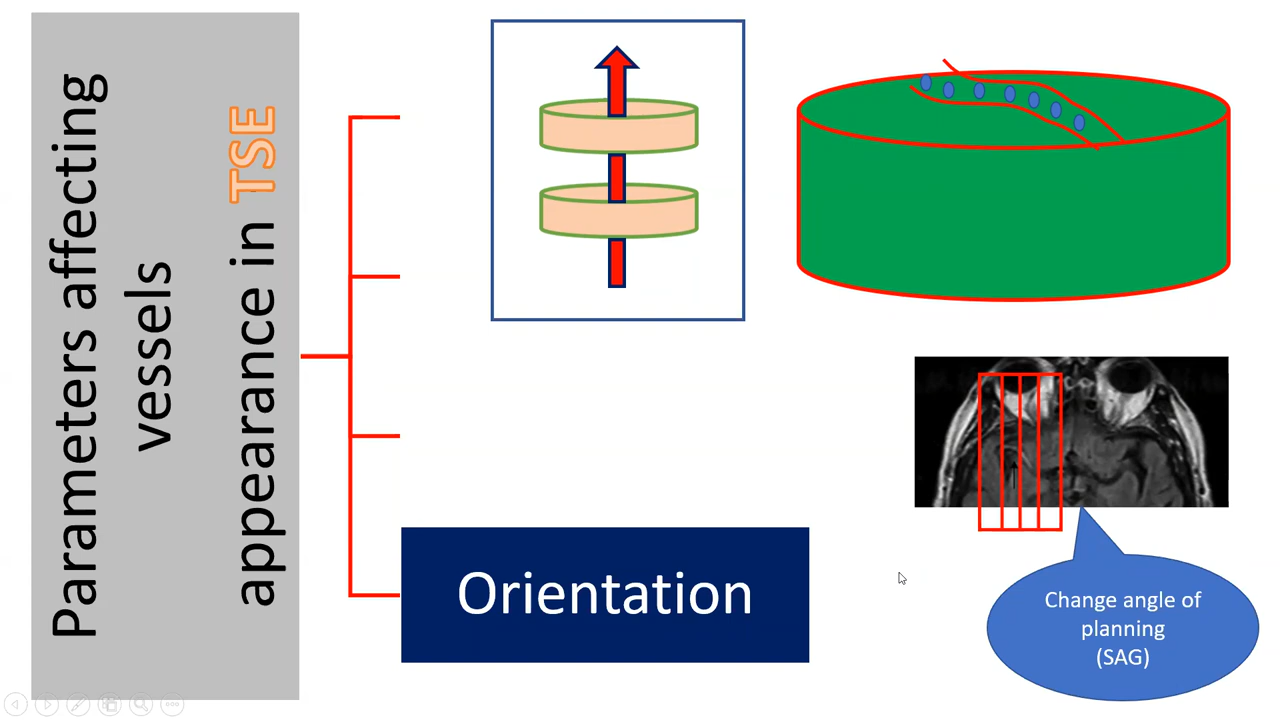 Parameters affecting
vessels
appearance in TSE
Orientation
Change angle of
planning
(SAG)